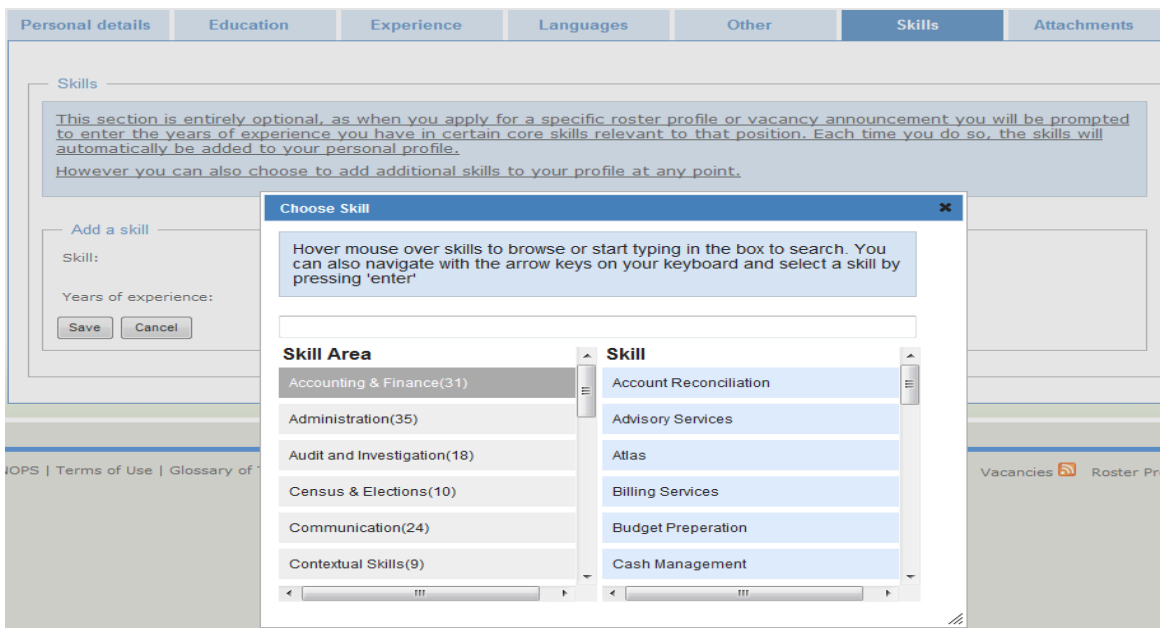 Personal details Education Experience Languages Other Skills Attachments
Skills
This section is entirely optional, as when you apply for a specific roster profile or vacancy announcement you will be prompted
to enter the years of experience you have in certain core skills relevant to that position. Each time you do so, the skills will
automatically be added to your personal profile.
However you can also choose to add additional skills to your profile at any point.
Add a skill
Skill:
Years of experience:
Save Cancel
Choose Skill
Hover mouse over skills to browse or start typing in the box to search. You
can also navigate with the arrow keys on your keyboard and select a skill by
pressing 'enter'
Skill Area Skill
Accounting & Finance(31) Account Reconciliation
Administration(35) Advisory Services
Audit and Investigation(18) Atlas
Census & Elections(10) Billing Services
Communication(24) Budget Preperation
Contextual Skills(9) Cash Management
| Terms of Use | Glossary of Vacancies Roster